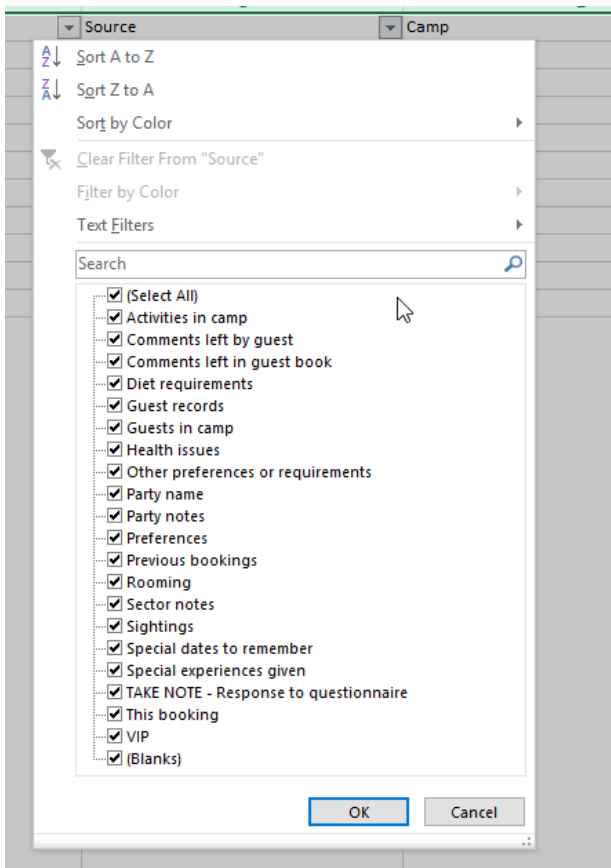 Source Camp
Sort A to Z
Sort Z to A
Sort by Color
Clear Filter From "Source"
Filter by Color
Text Filters
Search
(Select All)
Activities in camp
Comments left by guest
Comments left in guest book
Diet requirements
Guest records
Guests in camp
Health issues
Other preferences or requirements
Party name
Party notes
Preferences
Previous bookings
Rooming
Sector notes
Sightings
Special dates to remember
Special experiences given
TAKE NOTE - Response to questionnaire
This booking
VIP
(Blanks)
OK Cancel